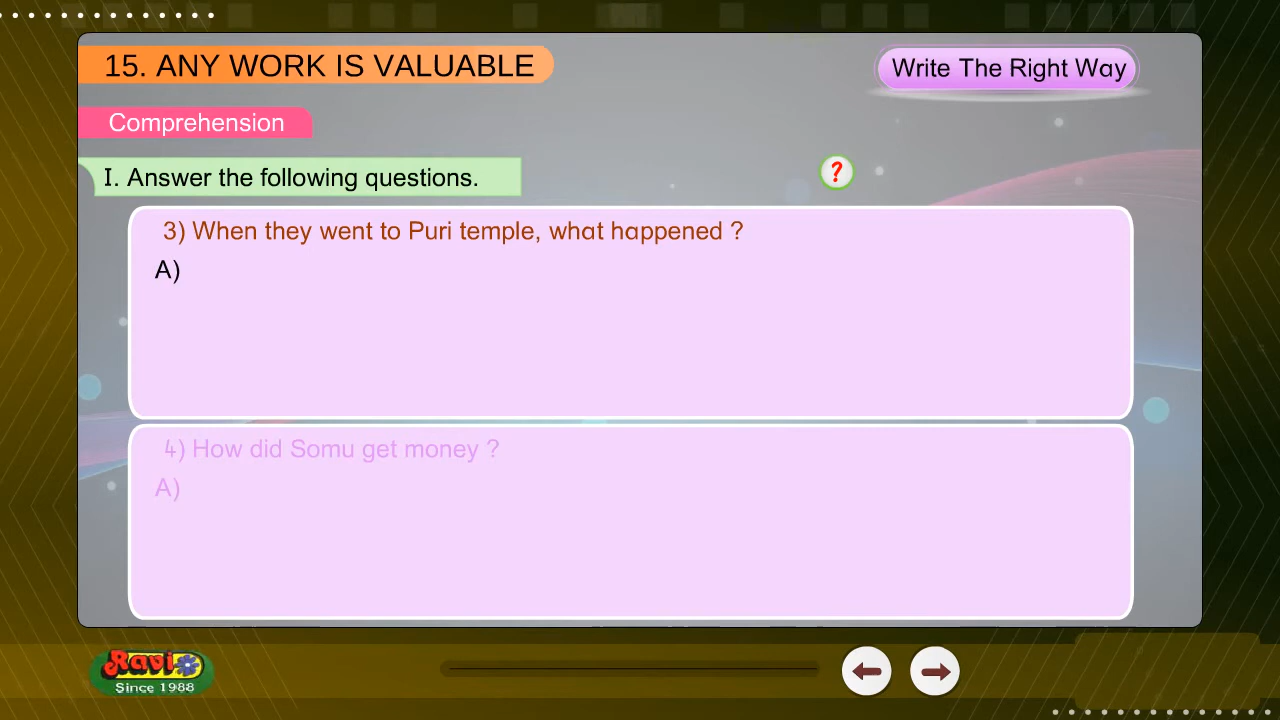 15. ANY WORK IS VALUABLE
Write The Right Way
Comprehension
I. Answer the following questions.
?
3) When they went to Puri temple, what happened ?
A)
4) How did Somu get money ?
A)
Ravi
Since 1988